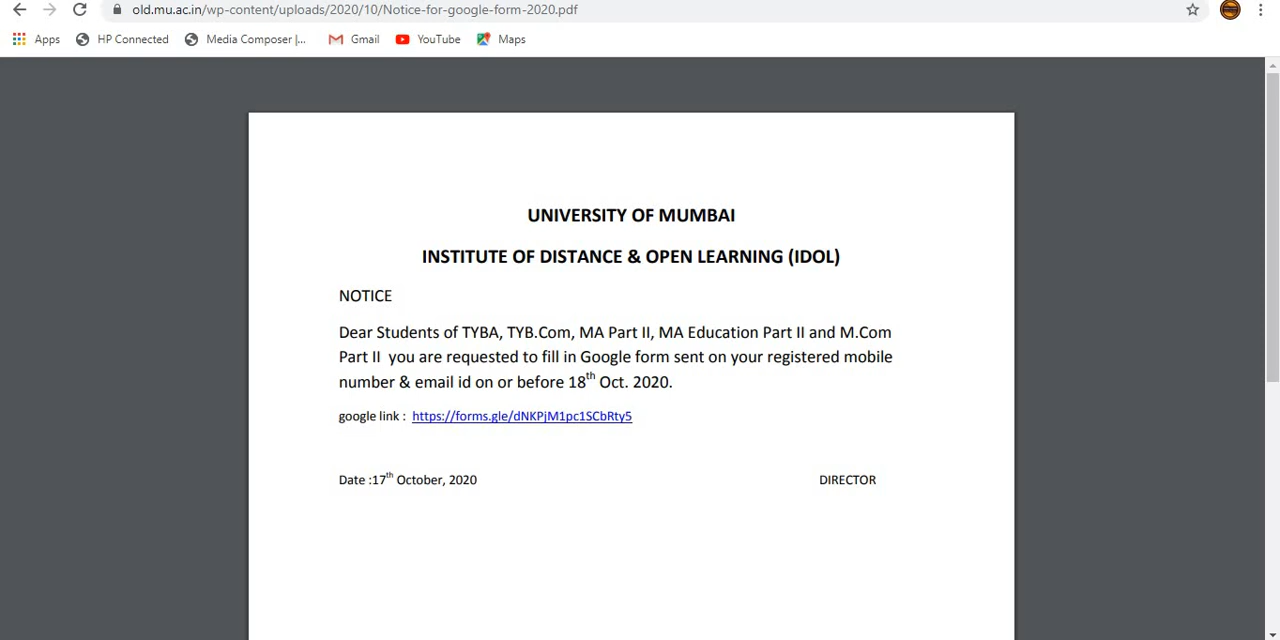 old.mu.ac.in/wp-content/uploads/2020/10/Notice-for-google-form-2020.pdf
Apps HP Connected Media Composer |... Gmail YouTube Maps
UNIVERSITY OF MUMBAI
INSTITUTE OF DISTANCE & OPEN LEARNING (IDOL)
NOTICE
Dear Students of TYBA, TYB.Com, MA Part II, MA Education Part II and M.Com
Part II you are requested to fill in Google form sent on your registered mobile
number & email id on or before 18th Oct. 2020.
google link : https://forms.gle/dNKPjM1pc1SCbRty5
Date :17th October, 2020 DIRECTOR